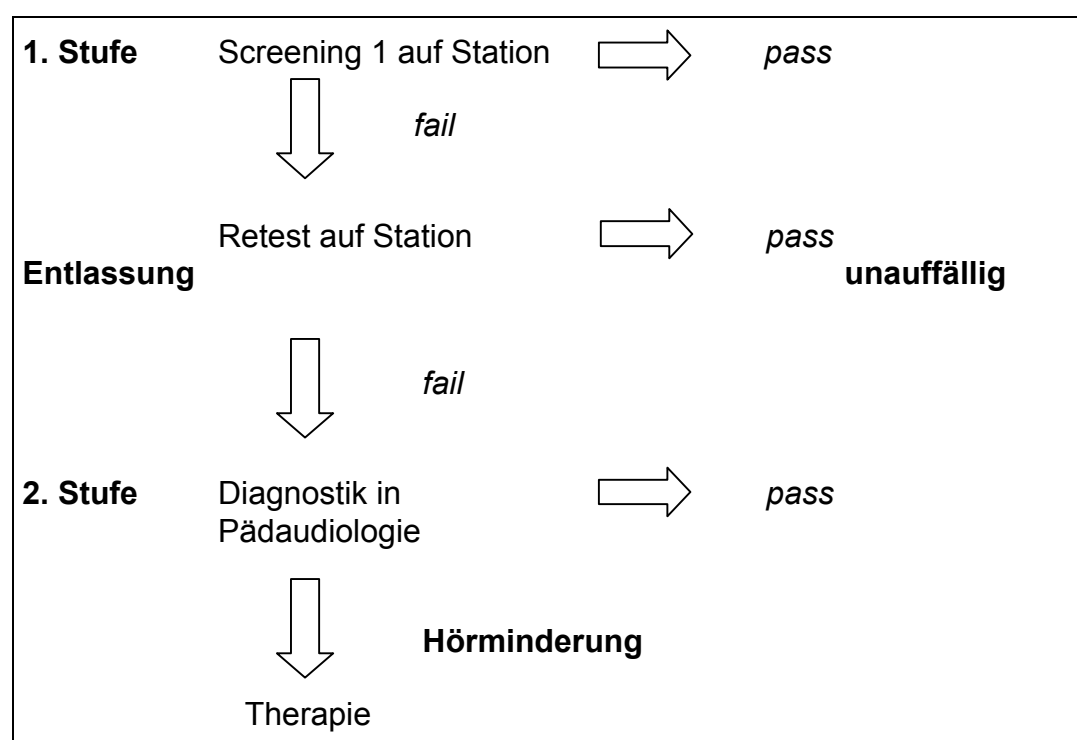 1. Stufe Screening 1 auf Station pass
fail
Retest auf Station pass
Entlassung unauffällig
fail
2. Stufe Diagnostik in pass
Pädaudiologie
Hörminderung
Therapie